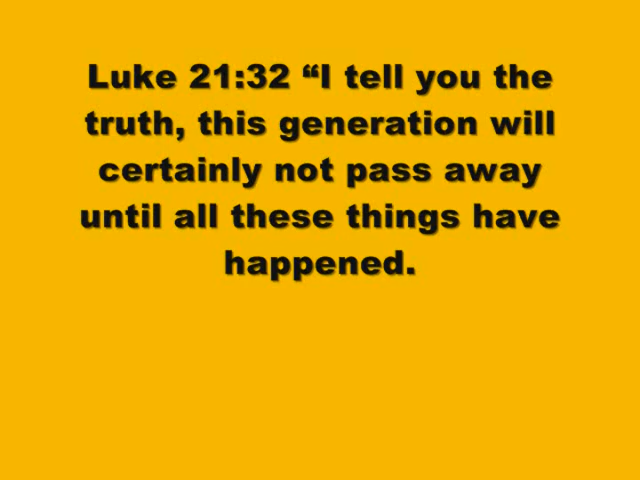 Luke 21:32 “I tell you the
truth, this generation will
certainly not pass away
until all these things have
happened.